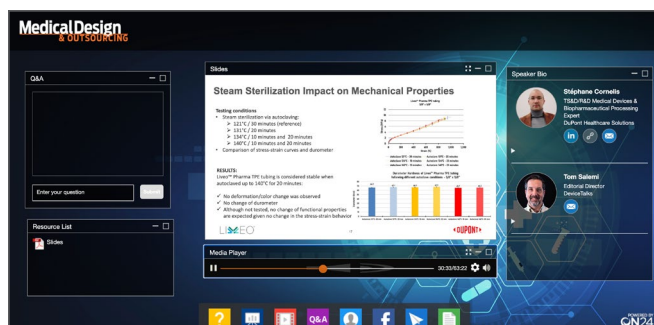 Medical Design
& OUTSOURCING
Q&A
Enter your question
Submit
Resource List
Slides
Slides
Steam Sterilization Impact on Mechanical Properties
Testing conditions
• Steam sterilization via autoclaving:
➢ 121°C / 30 minutes (reference)
➢ 131°C / 20 minutes
➢ 134°C / 10 minutes and 20 minutes
➢ 140°C / 10 minutes and 20 minutes
• Comparison of stress-strain curves and durometer
RESULTS:
Liveo™ Pharma TPE tubing is considered stable when
autoclaved up to 140°C for 20 minutes :
✓ No deformation/color change was observed
✓ No change of durometer
✓ Although not tested, no change of functional properties
are expected given no change in the stress-strain behavior
LIVEO
Liveo™ Pharma TPE tubing
DUPONT
Media Player
30:33/53:22
Speaker Bio
Stéphane Cornelis
TS&D/R&D Medical Devices &
Biopharmaceutical Processing
Expert
DuPont Healthcare Solutions
Tom Salemi
Editorial Director
DeviceTalks
Q&A
POWERED BY
ON24